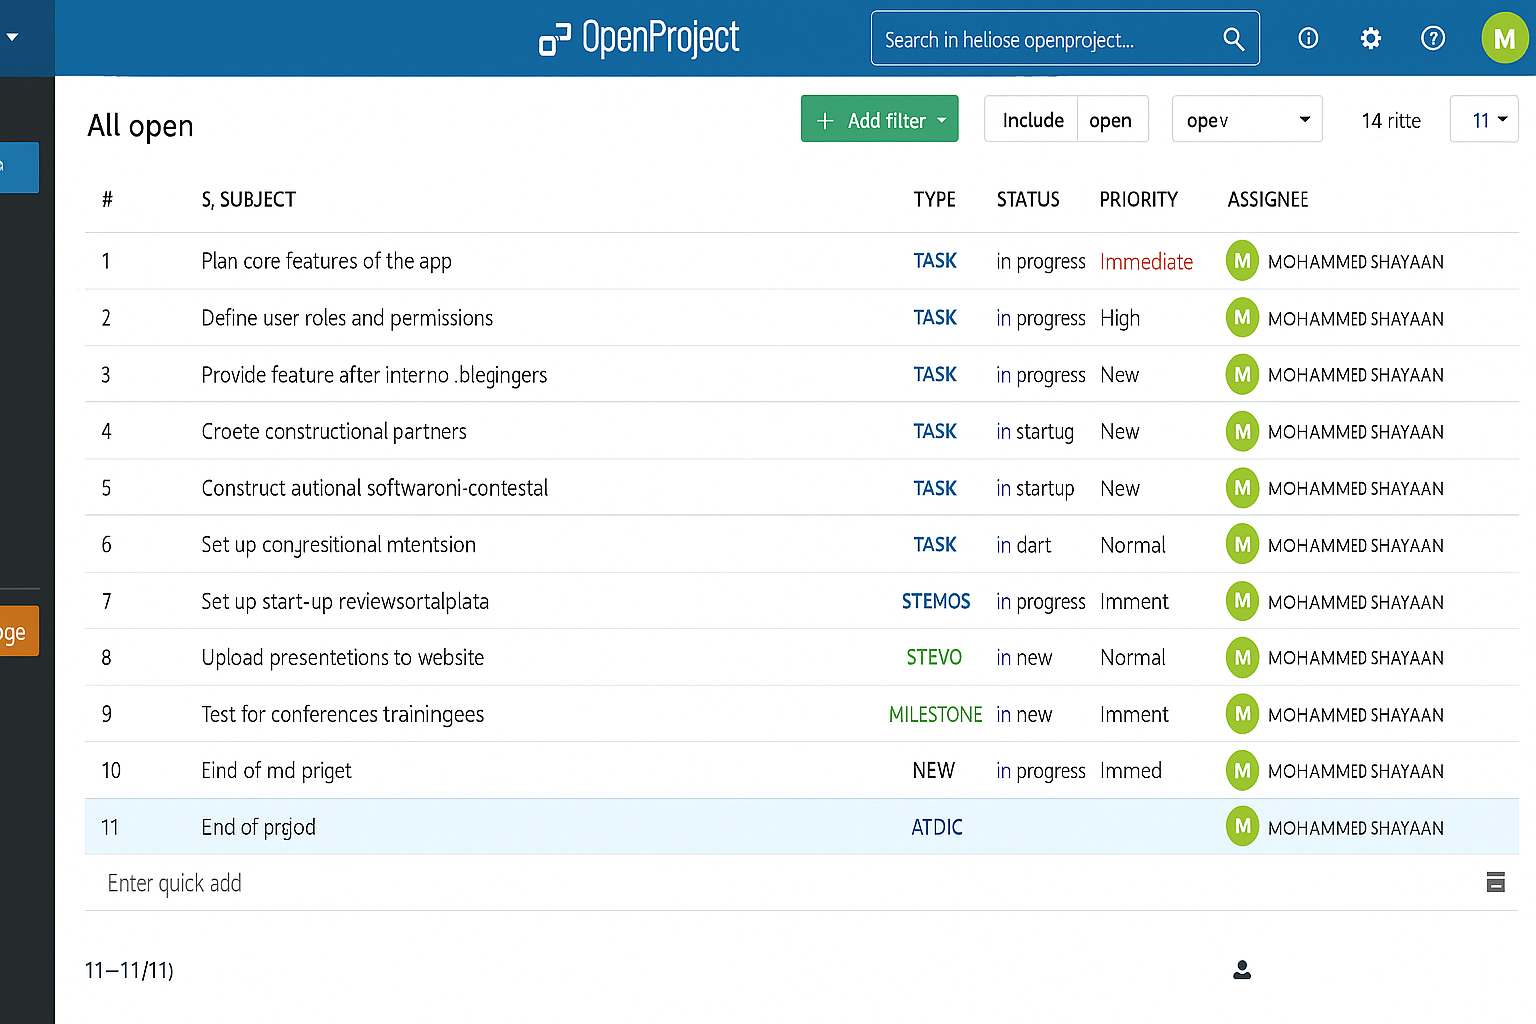 OpenProject
Search in heliose openproject...
M
All open
+ Add filter
Include open
opev
14 ritte
11
# S, SUBJECT TYPE STATUS PRIORITY ASSIGNEE
1 Plan core features of the app TASK in progress Immediate M MOHAMMED SHAYAAN
2 Define user roles and permissions TASK in progress High M MOHAMMED SHAYAAN
3 Provide feature after interno .blegingers TASK in progress New M MOHAMMED SHAYAAN
4 Croete constructional partners TASK in startug New M MOHAMMED SHAYAAN
5 Construct autional softwaroni-contestal TASK in startup New M MOHAMMED SHAYAAN
6 Set up mtentsion TASK in dart Normal M MOHAMMED SHAYAAN
7 Set up start-up reviewsortalplata STEMOS in progress Imment M MOHAMMED SHAYAAN
oge
8 Upload presentetions to website STEVO in new Normal M MOHAMMED SHAYAAN
9 Test for conferences trainingees MILESTONE in new Imment M MOHAMMED SHAYAAN
10 Eind of md priget NEW in progress Immed M MOHAMMED SHAYAAN
11 End of ATDIC M MOHAMMED SHAYAAN
Enter quick add
11–11/11)